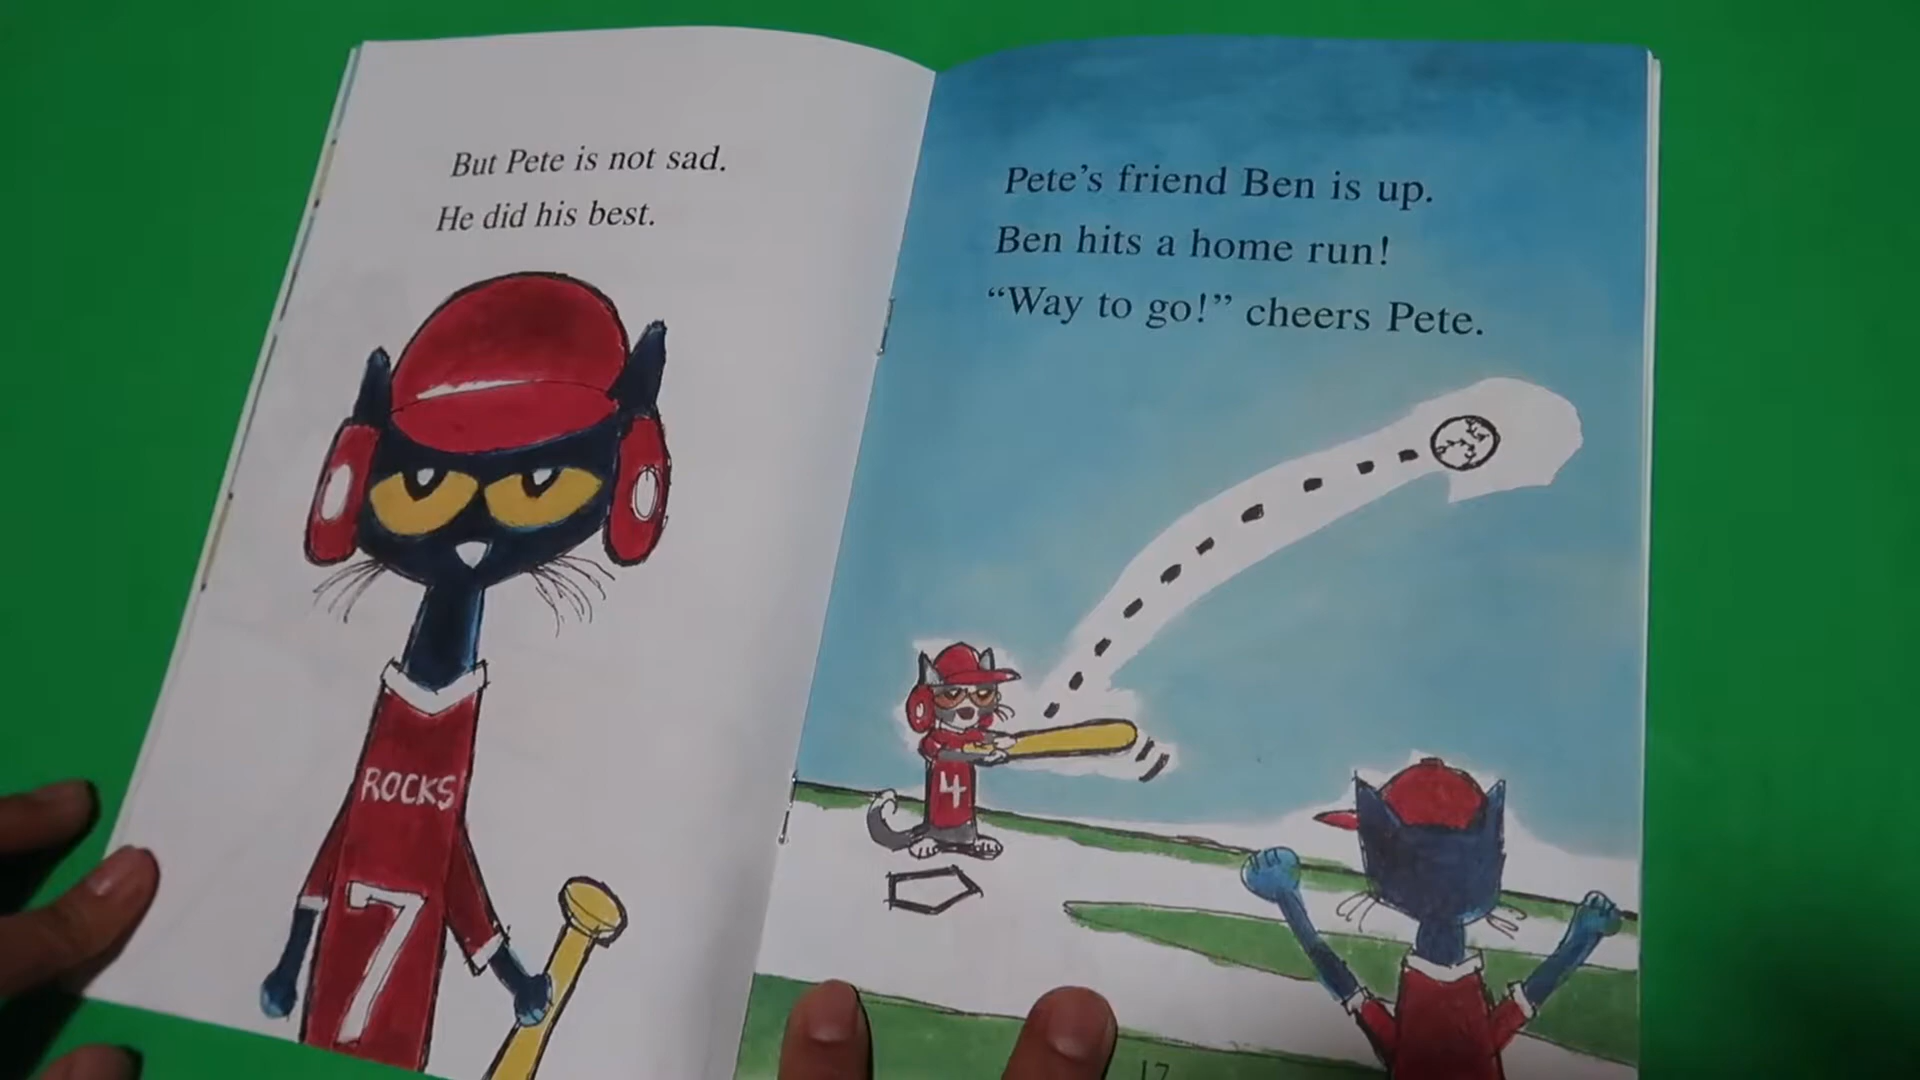 But Pete is not sad.
He did his best.
ROCKS
7
Pete's friend Ben is up.
Ben hits a home run!
“Way to go!” cheers Pete.
4
17